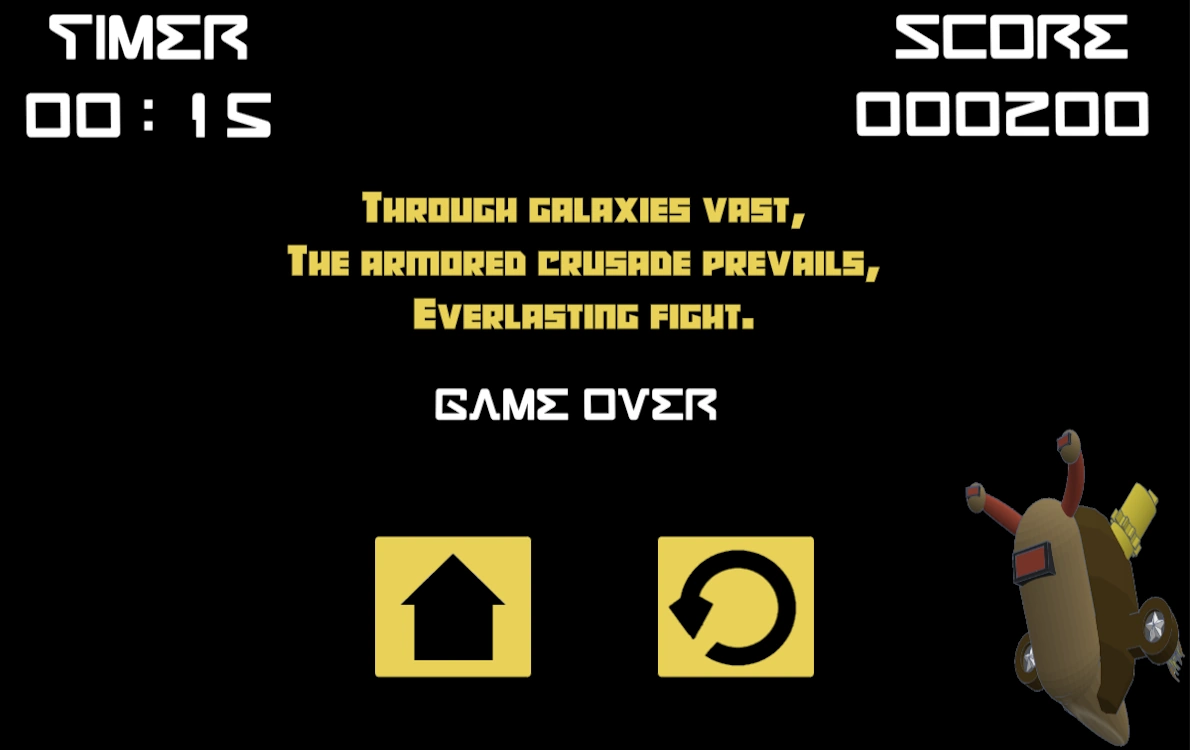 TIMER
00:15
SCORE
000200
Through galaxies vast,
The armored crusade prevails,
Everlasting fight.
GAME OVER